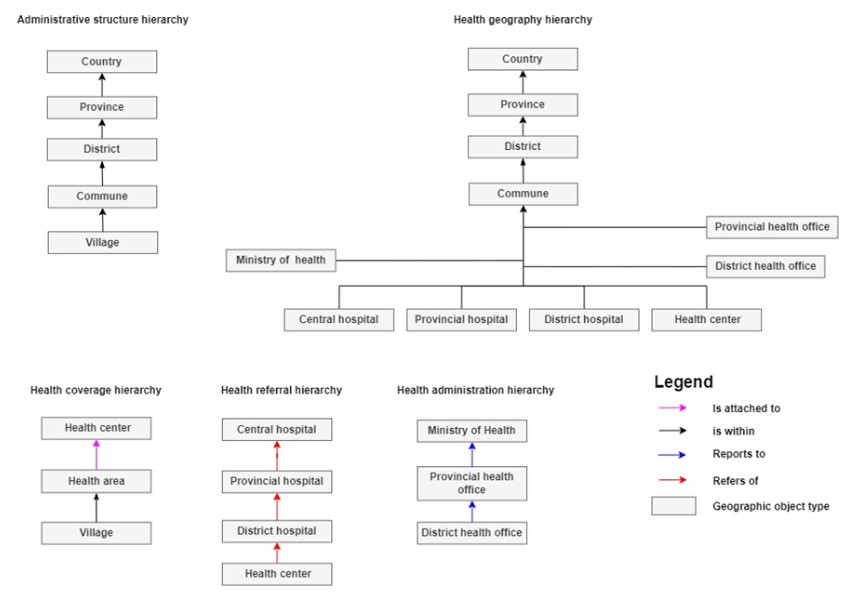 Administrative structure hierarchy
Country
Province
District
Commune
Village
Health geography hierarchy
Country
Province
District
Commune
Provincial health office
Ministry of health
District health office
Central hospital
Provincial hospital
District hospital
Health center
Health coverage hierarchy
Health center
Health area
Village
Health referral hierarchy
Central hospital
Provincial hospital
District hospital
Health center
Health administration hierarchy
Ministry of Health
Provincial health
office
District health office
Legend
Is attached to
is within
Reports to
Refers of
Geographic object type